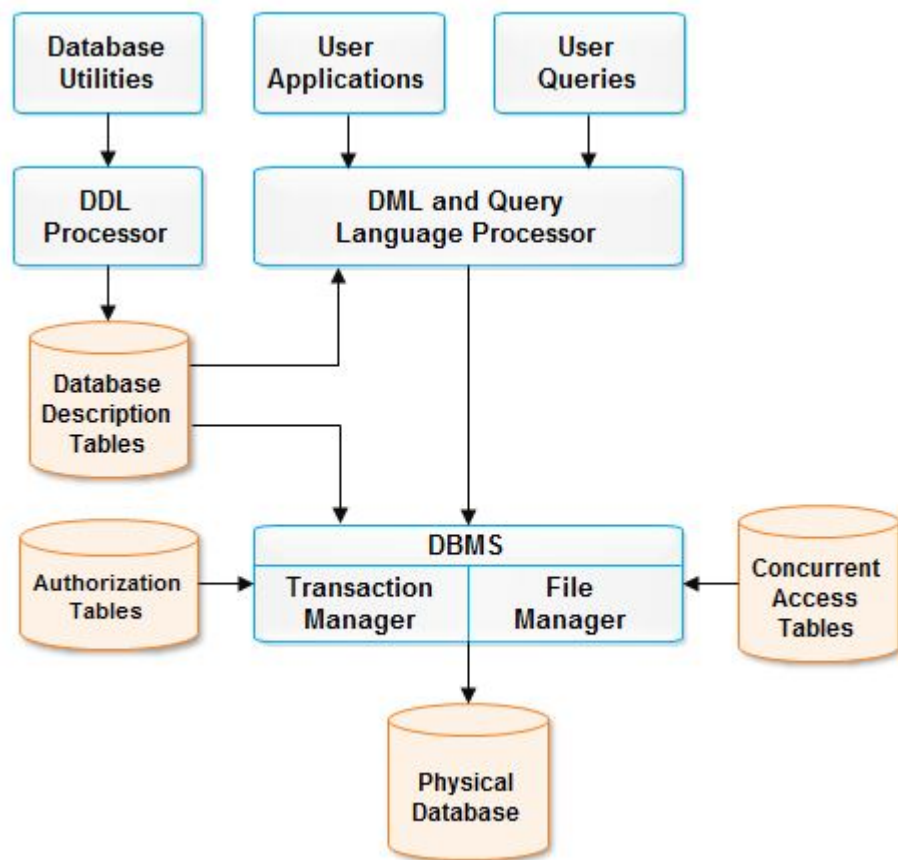 Database
Utilities
User
Applications
User
Queries
DDL
Processor
DML and Query
Language Processor
Database
Description
Tables
DBMS
Authorization
Tables
Transaction
Manager
File
Manager
Concurrent
Access
Tables
Physical
Database